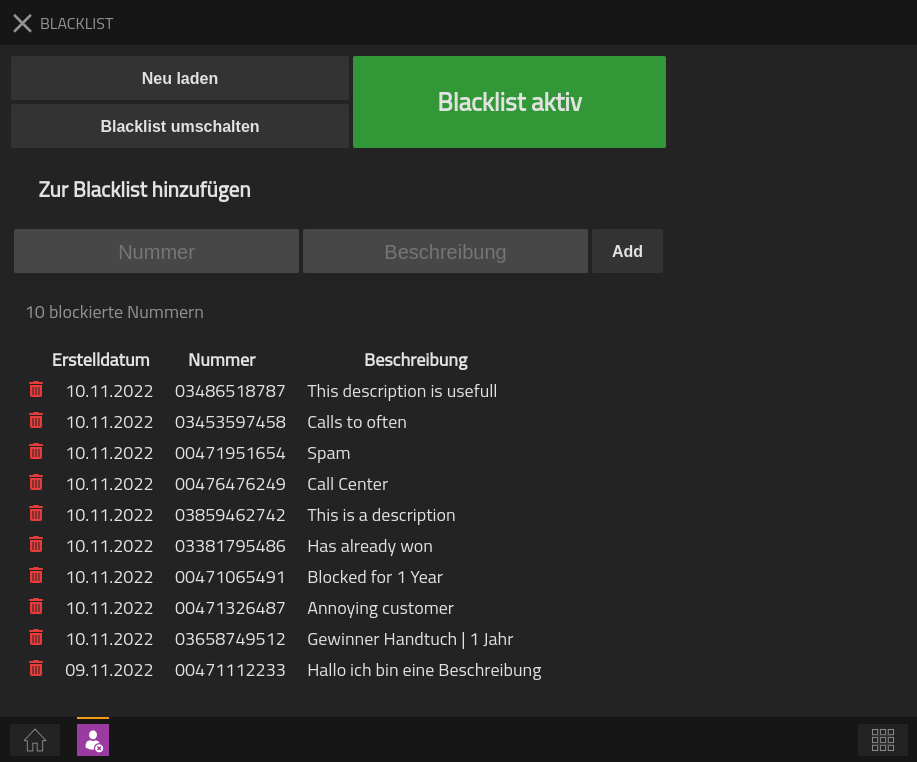 BLACKLIST
Neu laden
Blacklist umschalten
Blacklist aktiv
Zur Blacklist hinzufügen
Nummer Beschreibung Add
10 blockierte Nummern
Erstelldatum Nummer Beschreibung
10.11.2022 03486518787 This description is usefull
10.11.2022 03453597458 Calls to often
10.11.2022 00471951654 Spam
10.11.2022 00476476249 Call Center
10.11.2022 03859462742 This is a description
10.11.2022 03381795486 Has already won
10.11.2022 00471065491 Blocked for 1 Year
10.11.2022 00471326487 Annoying customer
10.11.2022 03658749512 Gewinner Handtuch | 1 Jahr
09.11.2022 00471112233 Hallo ich bin eine Beschreibung